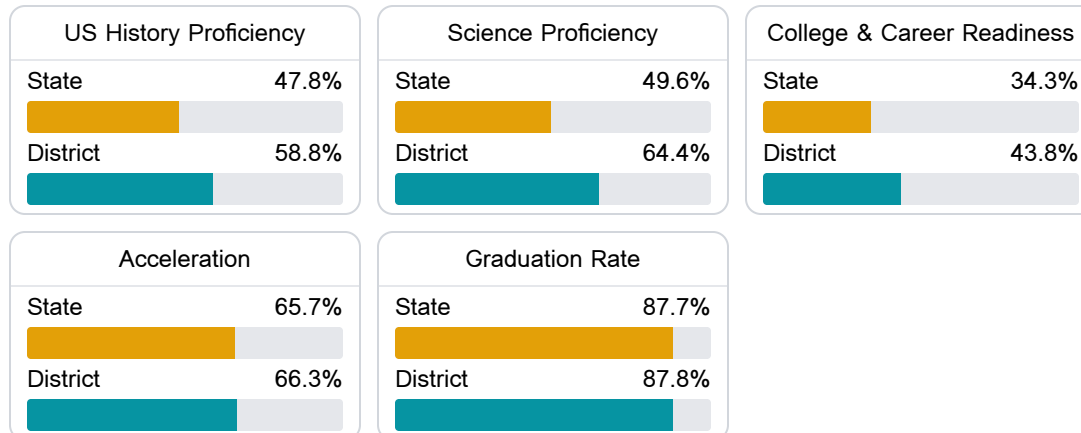 US History Proficiency
State 47.8%
District 58.8%
Science Proficiency
State 49.6%
District 64.4%
College & Career Readiness
State 34.3%
District 43.8%
Acceleration
State 65.7%
District 66.3%
Graduation Rate
State 87.7%
District 87.8%